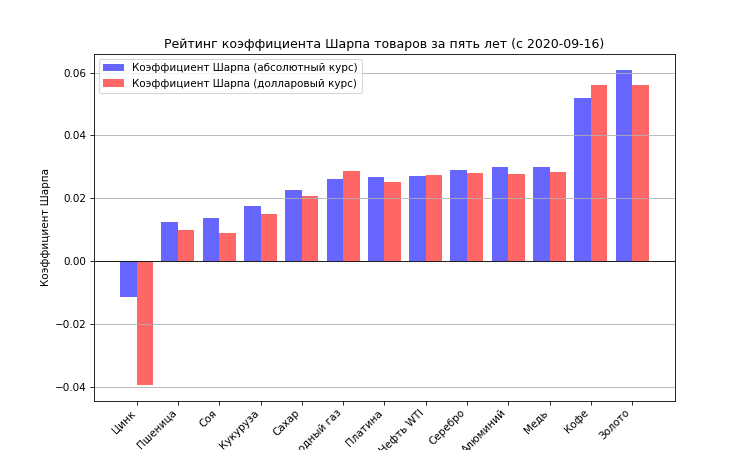 Рейтинг коэффициента Шарпа товаров за пять лет (с 2020-09-16)
Коэффициент Шарпа (абсолютный курс)
Коэффициент Шарпа (долларовый курс)
Коэффициент Шарпа
0.06
0.04
0.02
0.00
−0.02
−0.04
Цинк
Пшеница
Соя
Кукуруза
Сахар
одный газ
Платина
Нефть WTI
Серебро
Алюминий
Медь
Кофе
Золото